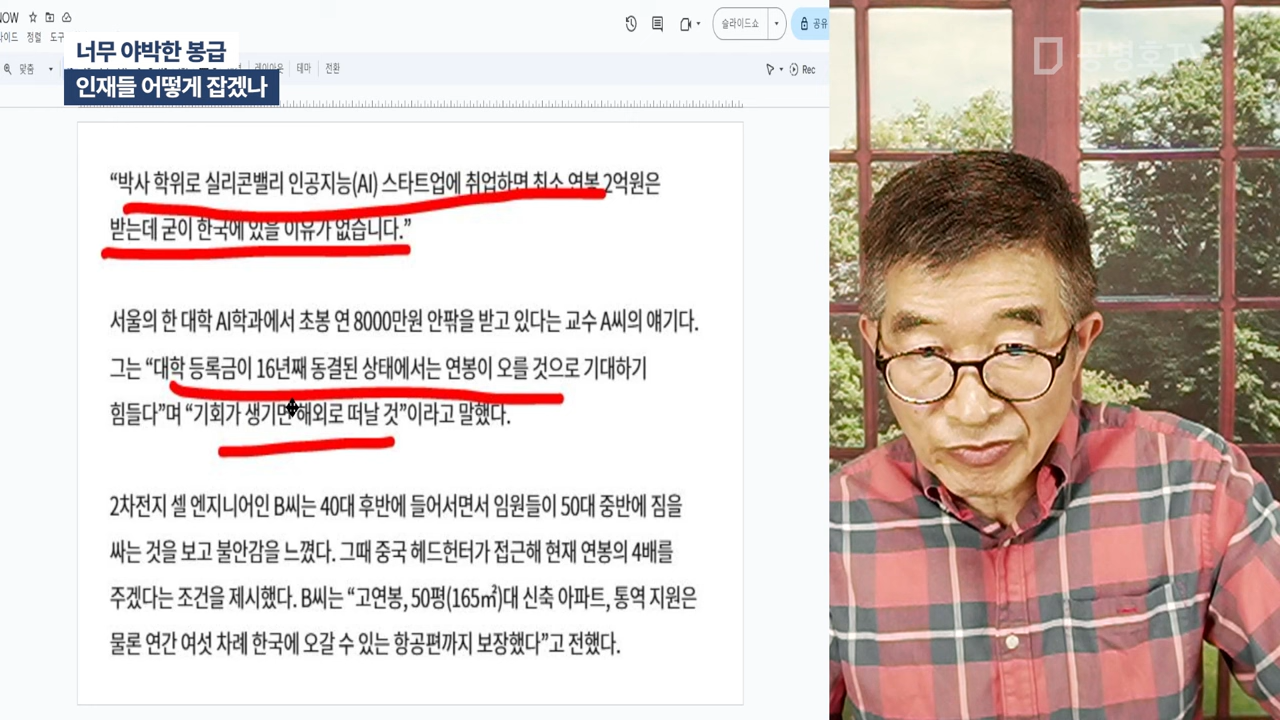 NOW
정렬 도구
너무 야박한 봉급
인재들 어떻게 잡겠나
맞춤 테마 전환
슬라이드쇼 공유
Rec
공병호TV
“박사 학위로 실리콘밸리 인공지능(AI) 스타트업에 취업하면 최소 연봉 2억원은
받는데 굳이 한국에 있을 이유가 없습니다.”
서울의 한 대학 AI학과에서 초봉 연 8000만원 안팎을 받고 있다는 교수 A씨의 얘기다.
그는 “대학 등록금이 16년째 동결된 상태에서는 연봉이 오를 것으로 기대하기
힘들다”며 “기회가 생기면 해외로 떠날 것”이라고 말했다.
2차전지 셀 엔지니어인 B씨는 40대 후반에 들어서면서 임원들이 50대 중반에 짐을
싸는 것을 보고 불안감을 느꼈다. 그때 중국 헤드헌터가 접근해 현재 연봉의 4배를
주겠다는 조건을 제시했다. B씨는 “고연봉, 50평(165㎡)대 신축 아파트, 통역 지원은
물론 연간 여섯 차례 한국에 오갈 수 있는 항공편까지 보장했다”고 전했다.